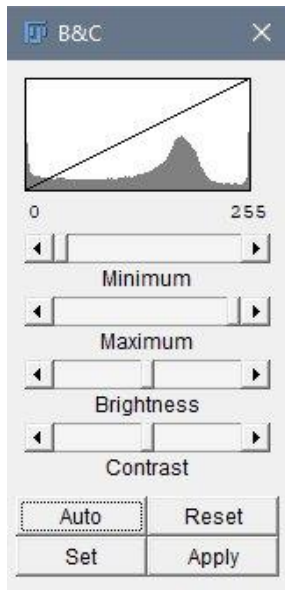 B&C
0 255
Minimum
Maximum
Brightness
Contrast
Auto Reset
Set Apply